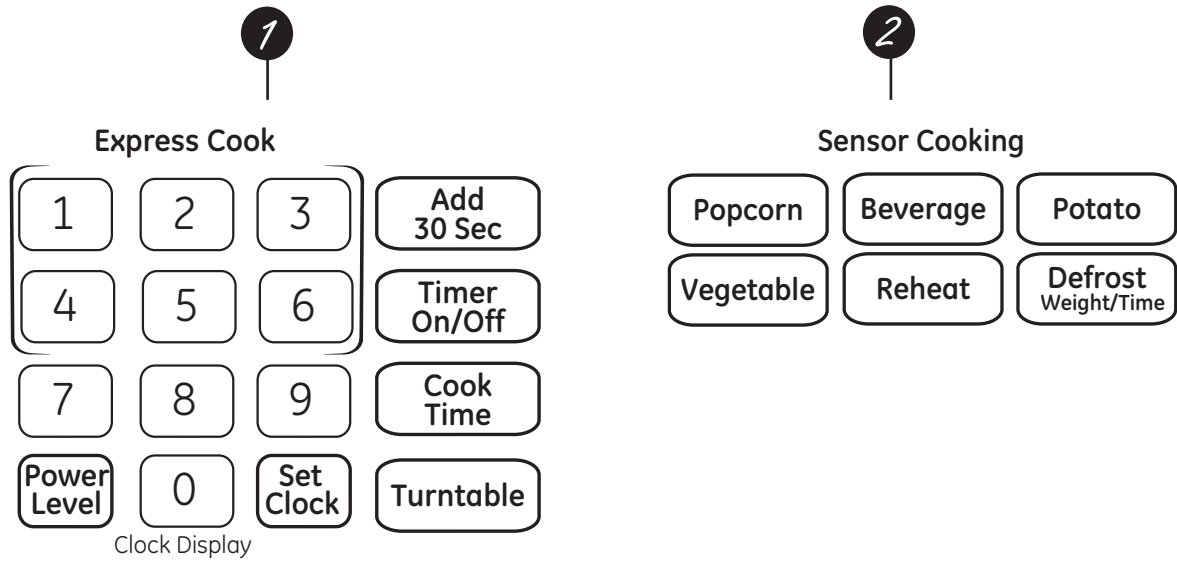 1
Express Cook
1 2 3 Add
30 Sec
4 5 6 Timer
On/Off
7 8 9 Cook
Time
Power
Level 0 Set
Clock Turntable
Clock Display
2
Sensor Cooking
Popcorn Beverage Potato
Vegetable Reheat Defrost
Weight/Time